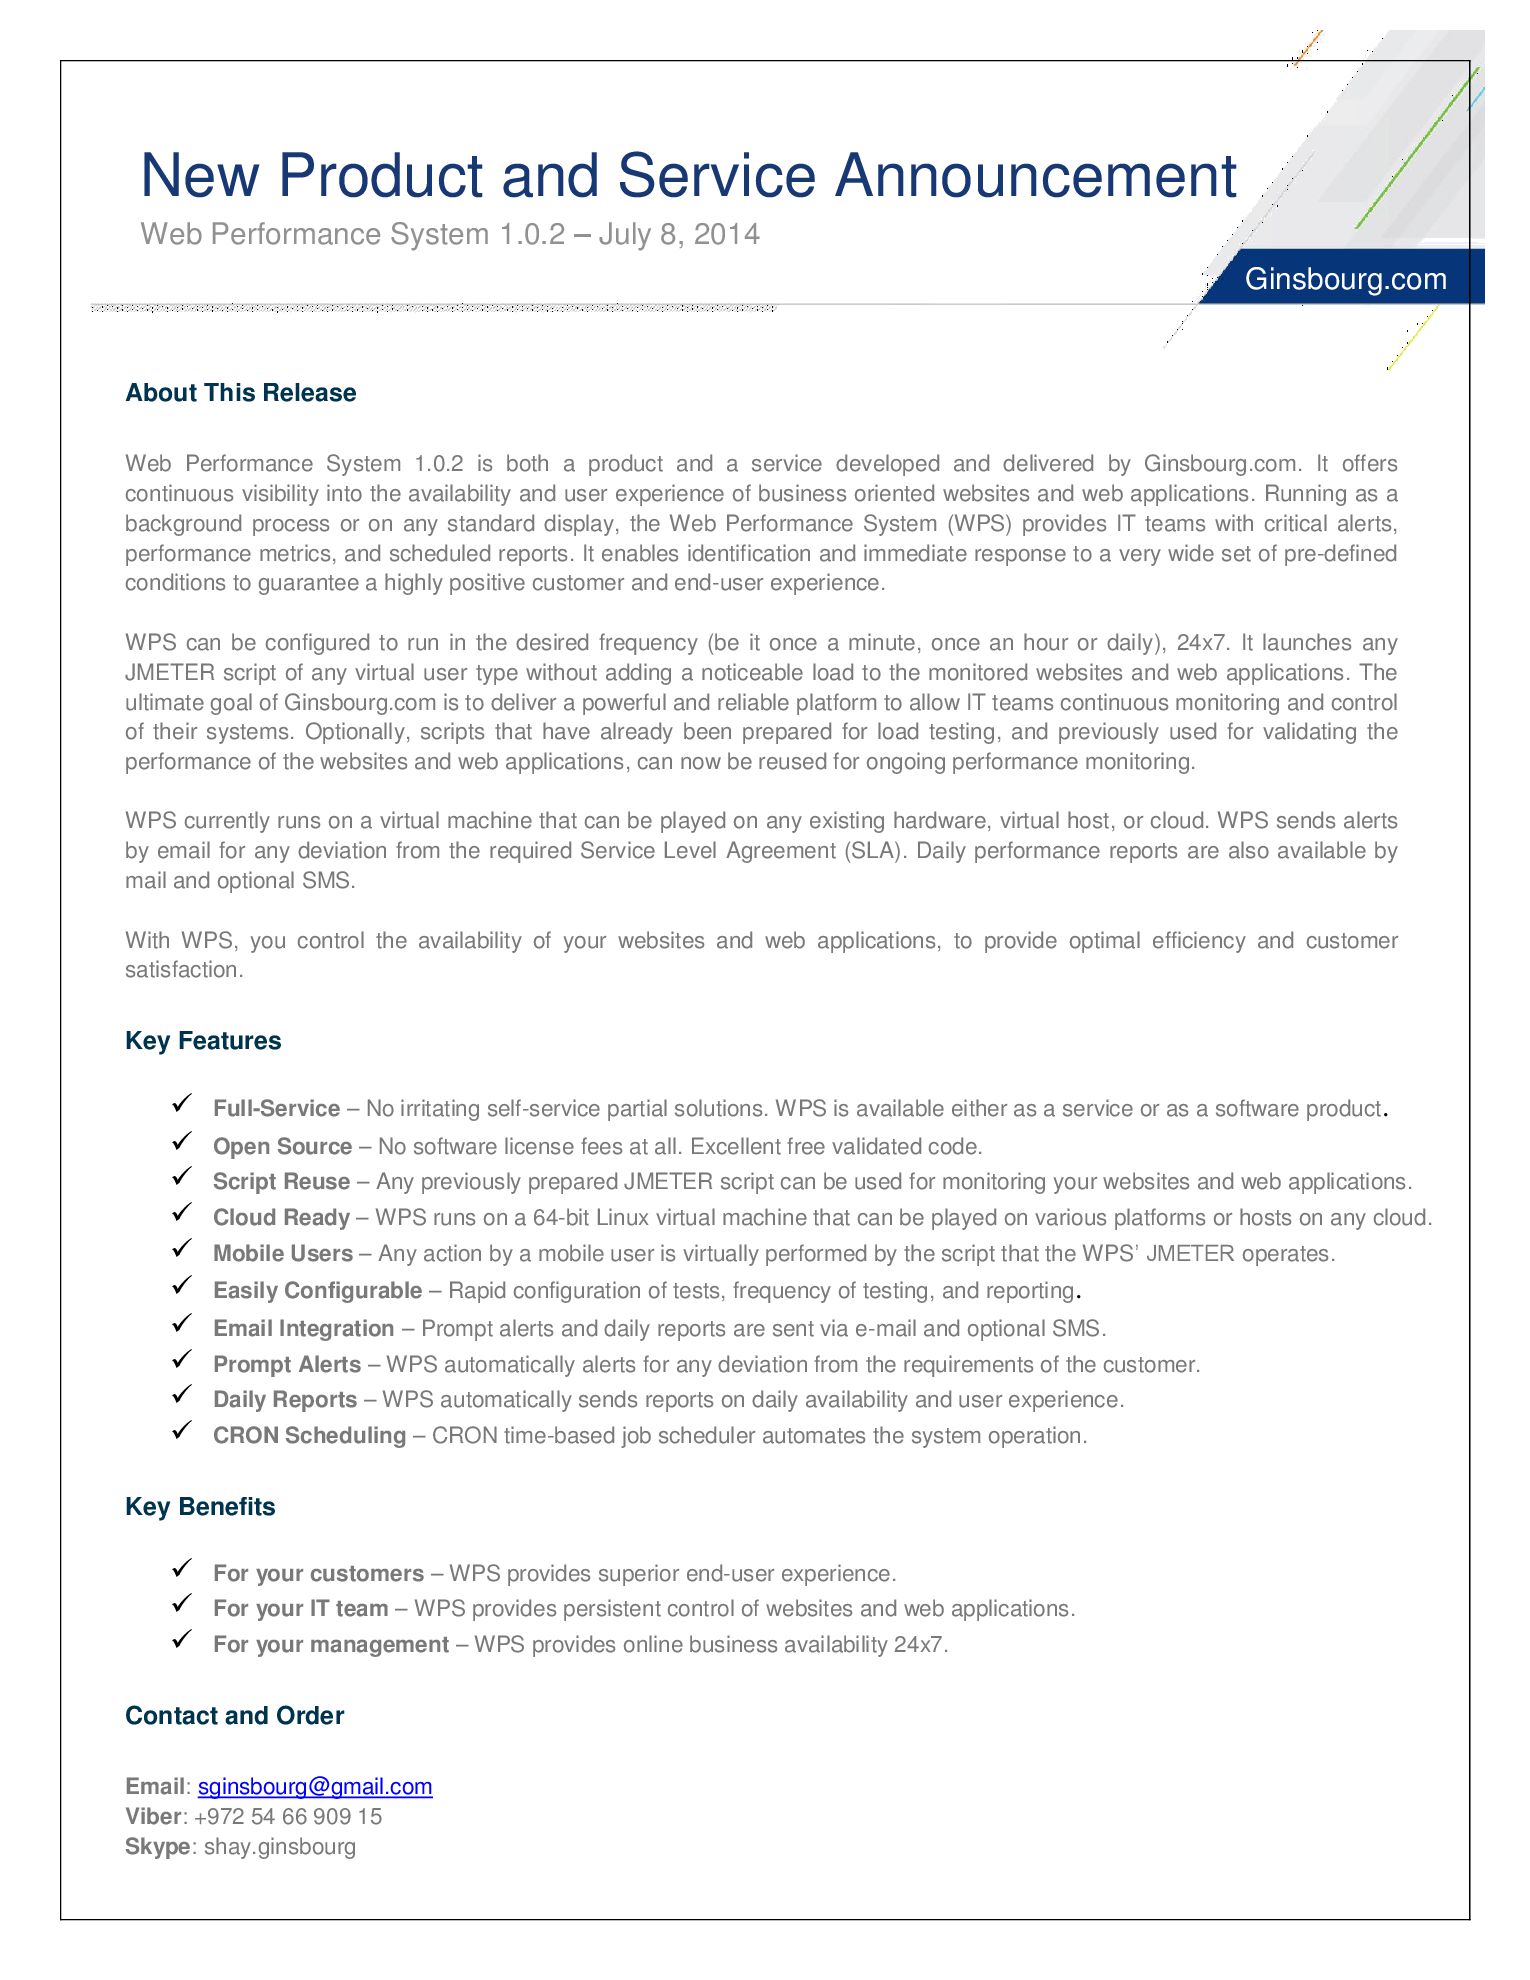 New Product and Service Announcement
Web Performance System 1.0.2 – July 8, 2014
Ginsbourg.com
About This Release
Web Performance System 1.0.2 is both a product and a service developed and delivered by Ginsbourg.com. It offers
continuous visibility into the availability and user experience of business oriented websites and web applications. Running as a
background process or on any standard display, the Web Performance System (WPS) provides IT teams with critical alerts,
performance metrics, and scheduled reports. It enables identification and immediate response to a very wide set of pre-defined
conditions to guarantee a highly positive customer and end-user experience.
WPS can be configured to run in the desired frequency (be it once a minute, once an hour or daily), 24x7. It launches any
JMETER script of any virtual user type without adding a noticeable load to the monitored websites and web applications. The
ultimate goal of Ginsbourg.com is to deliver a powerful and reliable platform to allow IT teams continuous monitoring and control
of their systems. Optionally, scripts that have already been prepared for load testing, and previously used for validating the
performance of the websites and web applications, can now be reused for ongoing performance monitoring.
WPS currently runs on a virtual machine that can be played on any existing hardware, virtual host, or cloud. WPS sends alerts
by email for any deviation from the required Service Level Agreement (SLA). Daily performance reports are also available by
mail and optional SMS.
With WPS, you control the availability of your websites and web applications, to provide optimal efficiency and customer
satisfaction.
Key Features
✓ Full-Service – No irritating self-service partial solutions. WPS is available either as a service or as a software product.
✓ Open Source – No software license fees at all. Excellent free validated code.
✓ Script Reuse – Any previously prepared JMETER script can be used for monitoring your websites and web applications.
✓ Cloud Ready – WPS runs on a 64-bit Linux virtual machine that can be played on various platforms or hosts on any cloud.
✓ Mobile Users – Any action by a mobile user is virtually performed by the script that the WPS’ JMETER operates.
✓ Easily Configurable – Rapid configuration of tests, frequency of testing, and reporting.
✓ Email Integration – Prompt alerts and daily reports are sent via e-mail and optional SMS.
✓ Prompt Alerts – WPS automatically alerts for any deviation from the requirements of the customer.
✓ Daily Reports – WPS automatically sends reports on daily availability and user experience.
✓ CRON Scheduling – CRON time-based job scheduler automates the system operation.
Key Benefits
✓ For your customers – WPS provides superior end-user experience.
✓ For your IT team – WPS provides persistent control of websites and web applications.
✓ For your management – WPS provides online business availability 24x7.
Contact and Order
Email: sginsbourg@gmail.com
Viber: +972 54 66 909 15
Skype: shay.ginsbourg